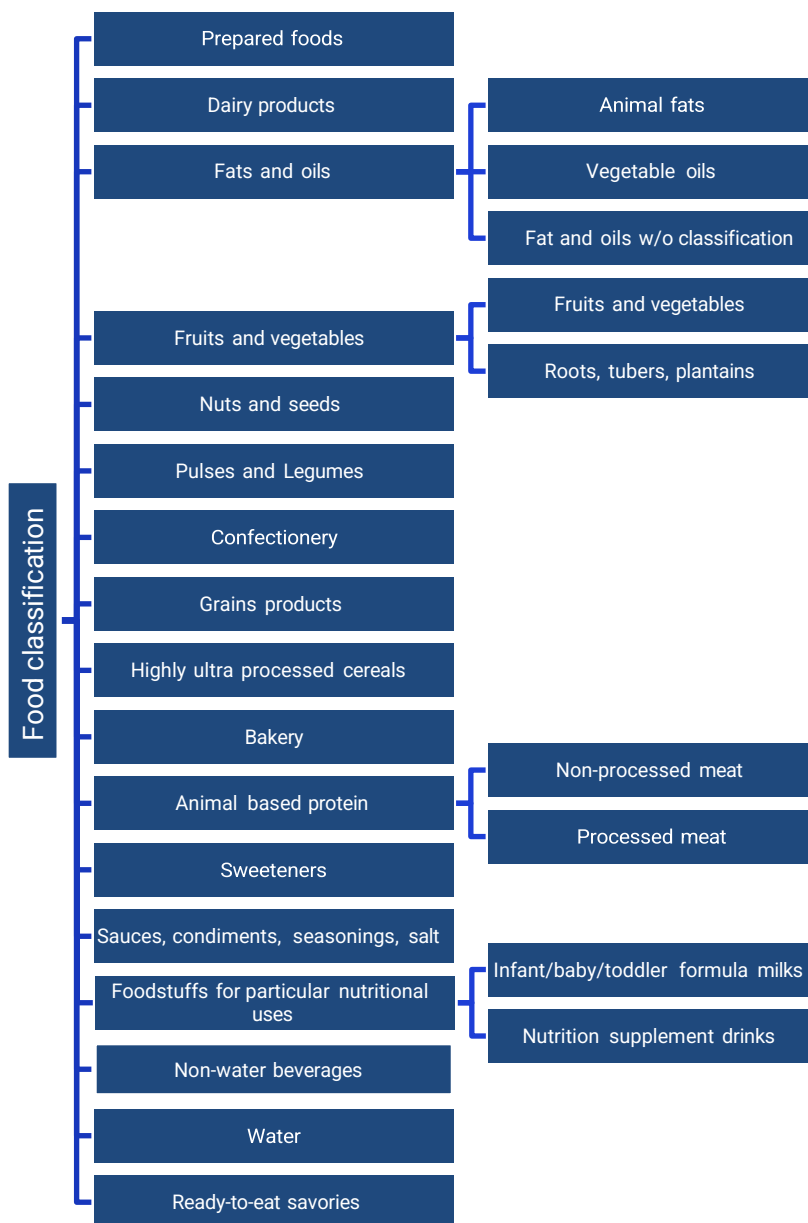 Food classification
Prepared foods
Dairy products
Fats and oils
Animal fats
Vegetable oils
Fat and oils w/o classification
Fruits and vegetables
Fruits and vegetables
Roots, tubers, plantains
Nuts and seeds
Pulses and Legumes
Confectionery
Grains products
Highly ultra processed cereals
Bakery
Animal based protein
Non-processed meat
Processed meat
Sweeteners
Sauces, condiments, seasonings, salt
Foodstuffs for particular nutritional
uses
Infant/baby/toddler formula milks
Nutrition supplement drinks
Non-water beverages
Water
Ready-to-eat savories